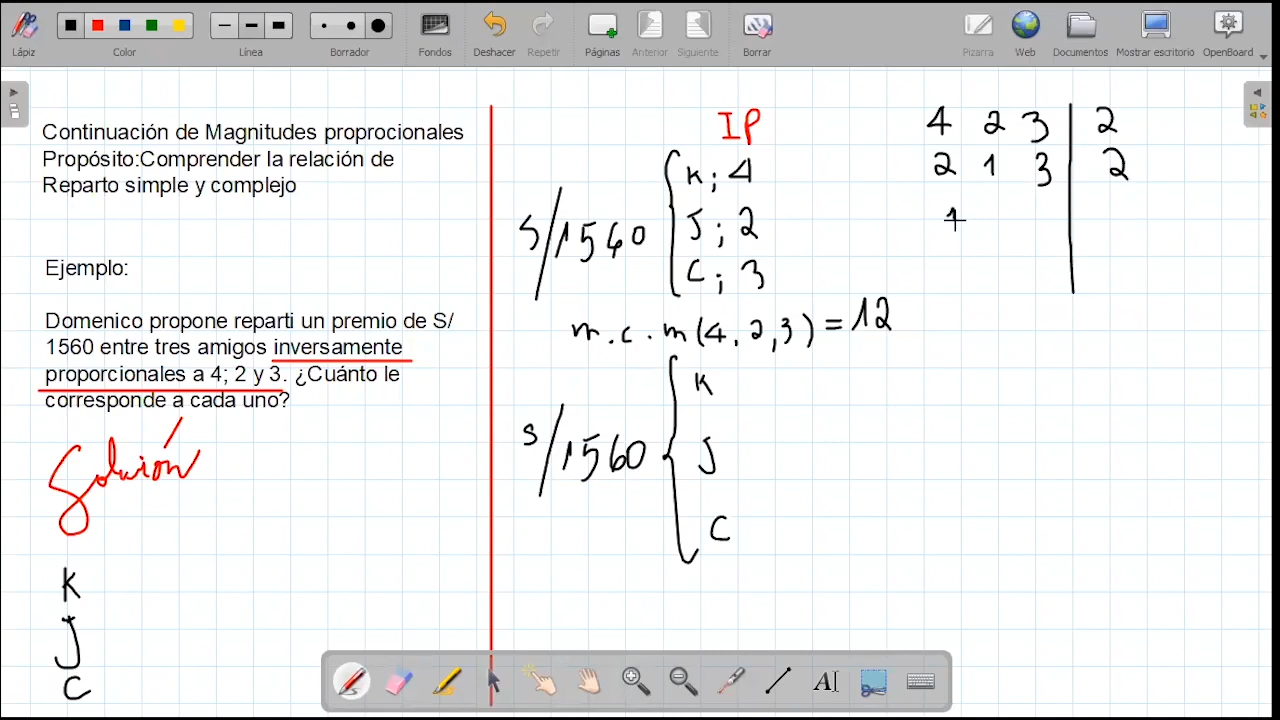 Lápiz
Color
Línea
Borrador
Fondos
Deshacer
Repetir
Páginas
Anterior
Siguiente
Borrar
Pizarra
Web
Documentos
Mostrar escritorio
OpenBoard
Continuación de Magnitudes proprocionales
Propósito:Comprender la relación de
Reparto simple y complejo
Ejemplo:
Domenico propone reparti un premio de S/
1560 entre tres amigos inversamente
proporcionales a 4; 2 y 3. ¿Cuánto le
corresponde a cada uno?
Solución
K
J
C
IP
S/1560
K; 4
J; 2
C; 3
m.c.m(4,2,3) = 12
S/1560
K
J
C
4 2 3 | 2
2 1 3 | 2
1
AI